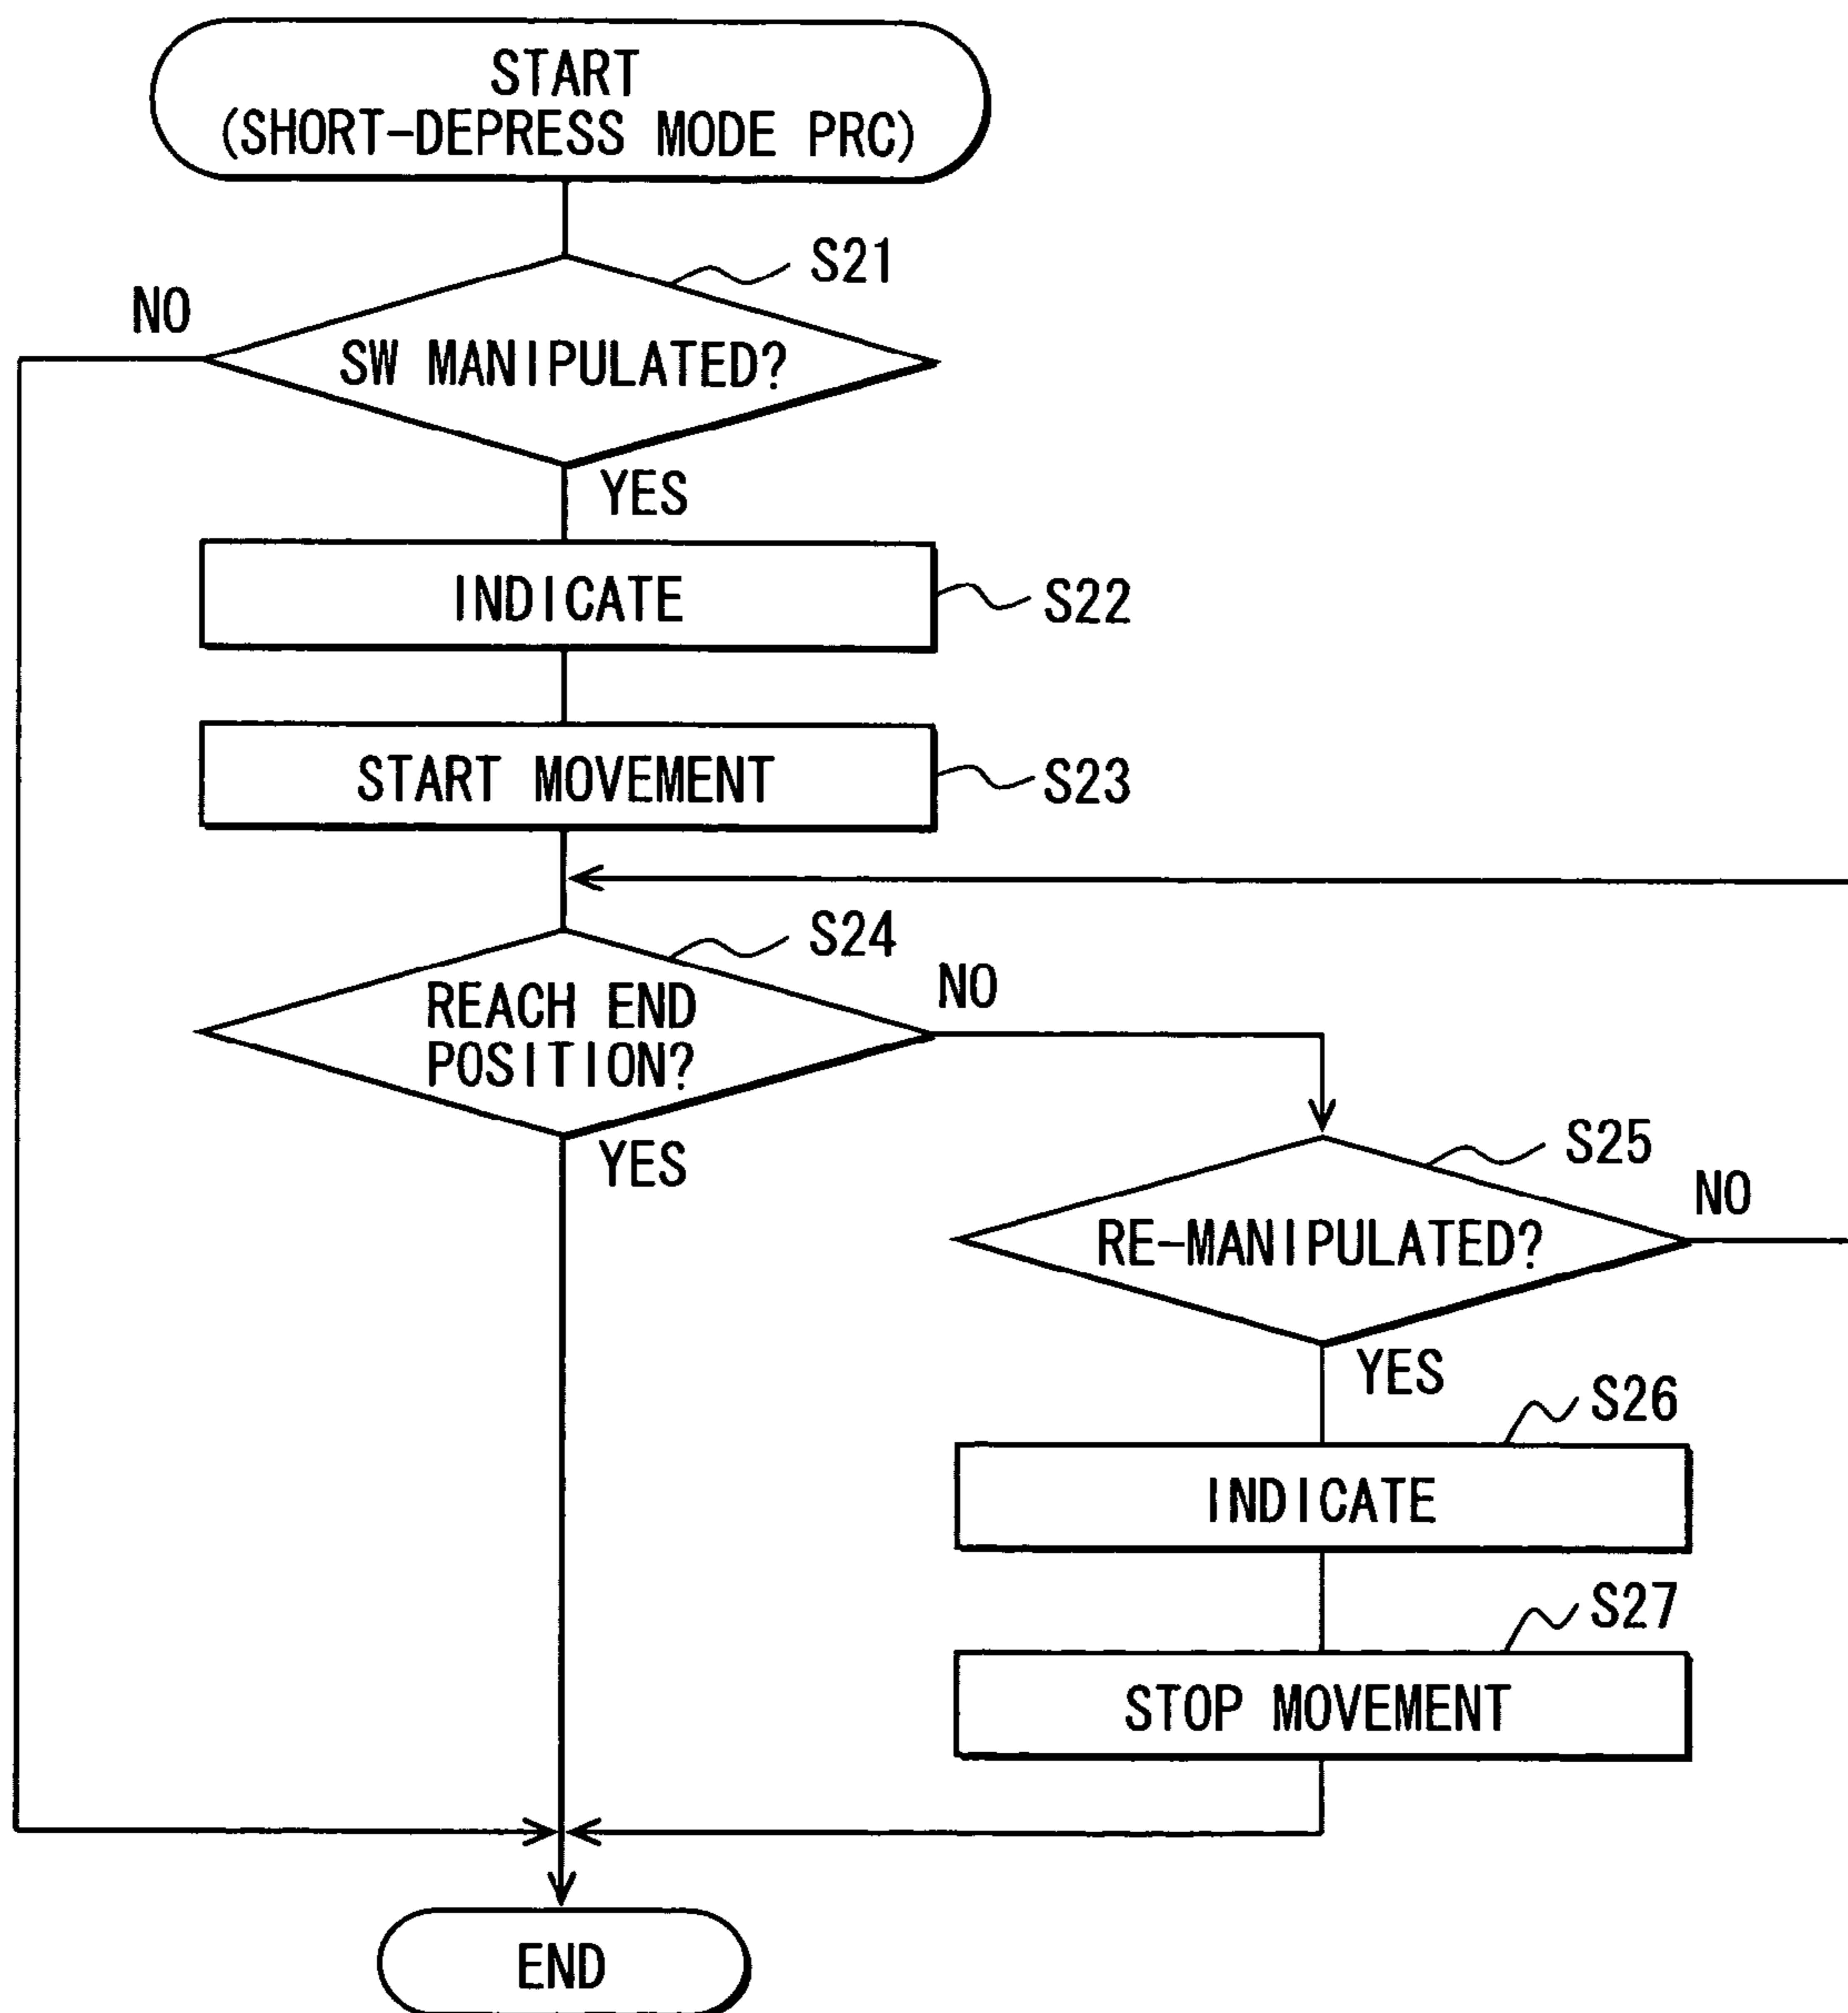 START
(SHORT-DEPRESS MODE PRC)
S21
NO
SW MANIPULATED?
YES
INDICATE
S22
START MOVEMENT
S23
S24
REACH END
POSITION?
NO
YES
S25
RE-MANIPULATED?
NO
YES
S26
INDICATE
S27
STOP MOVEMENT
END